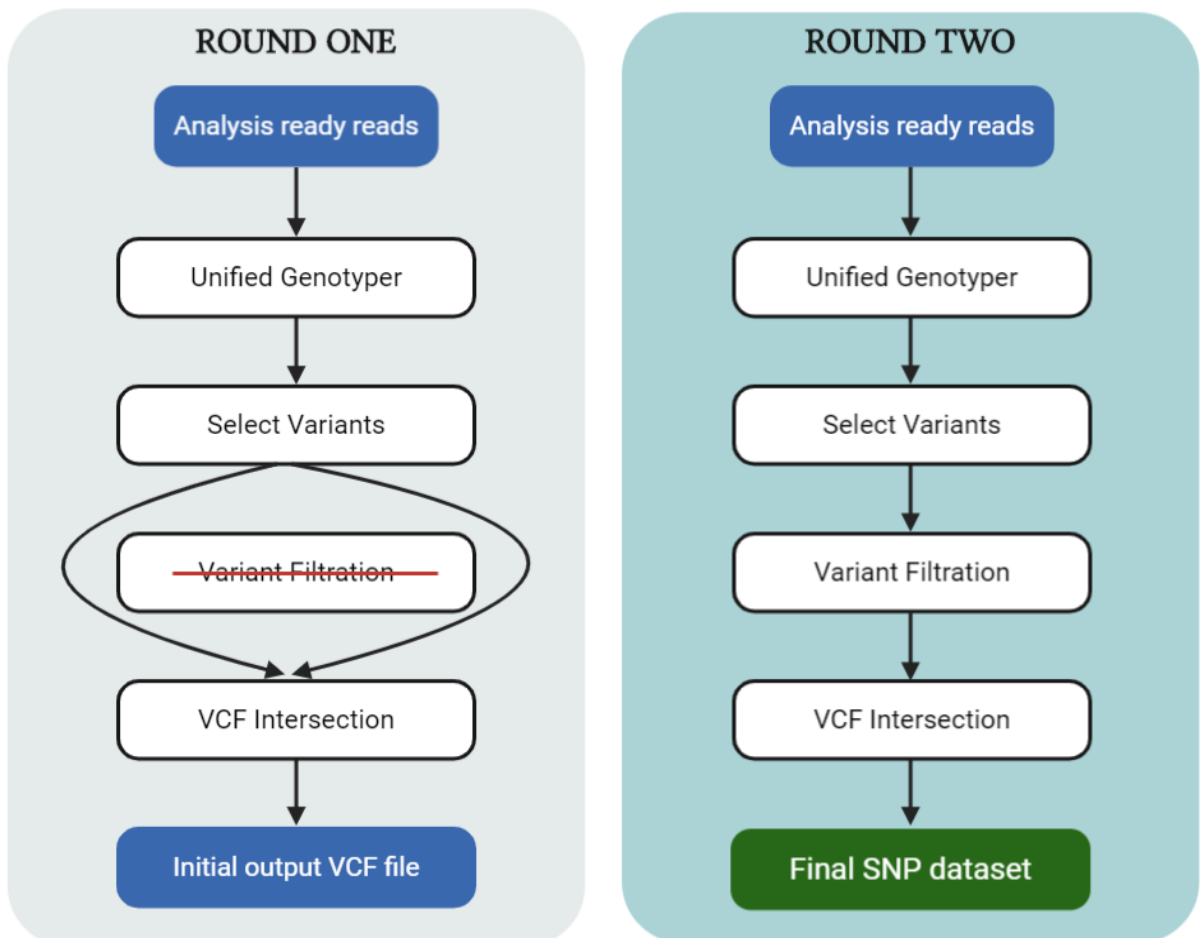 ROUND ONE
Analysis ready reads
Unified Genotyper
Select Variants
Variant Filtration
VCF Intersection
Initial output VCF file
ROUND TWO
Analysis ready reads
Unified Genotyper
Select Variants
Variant Filtration
VCF Intersection
Final SNP dataset